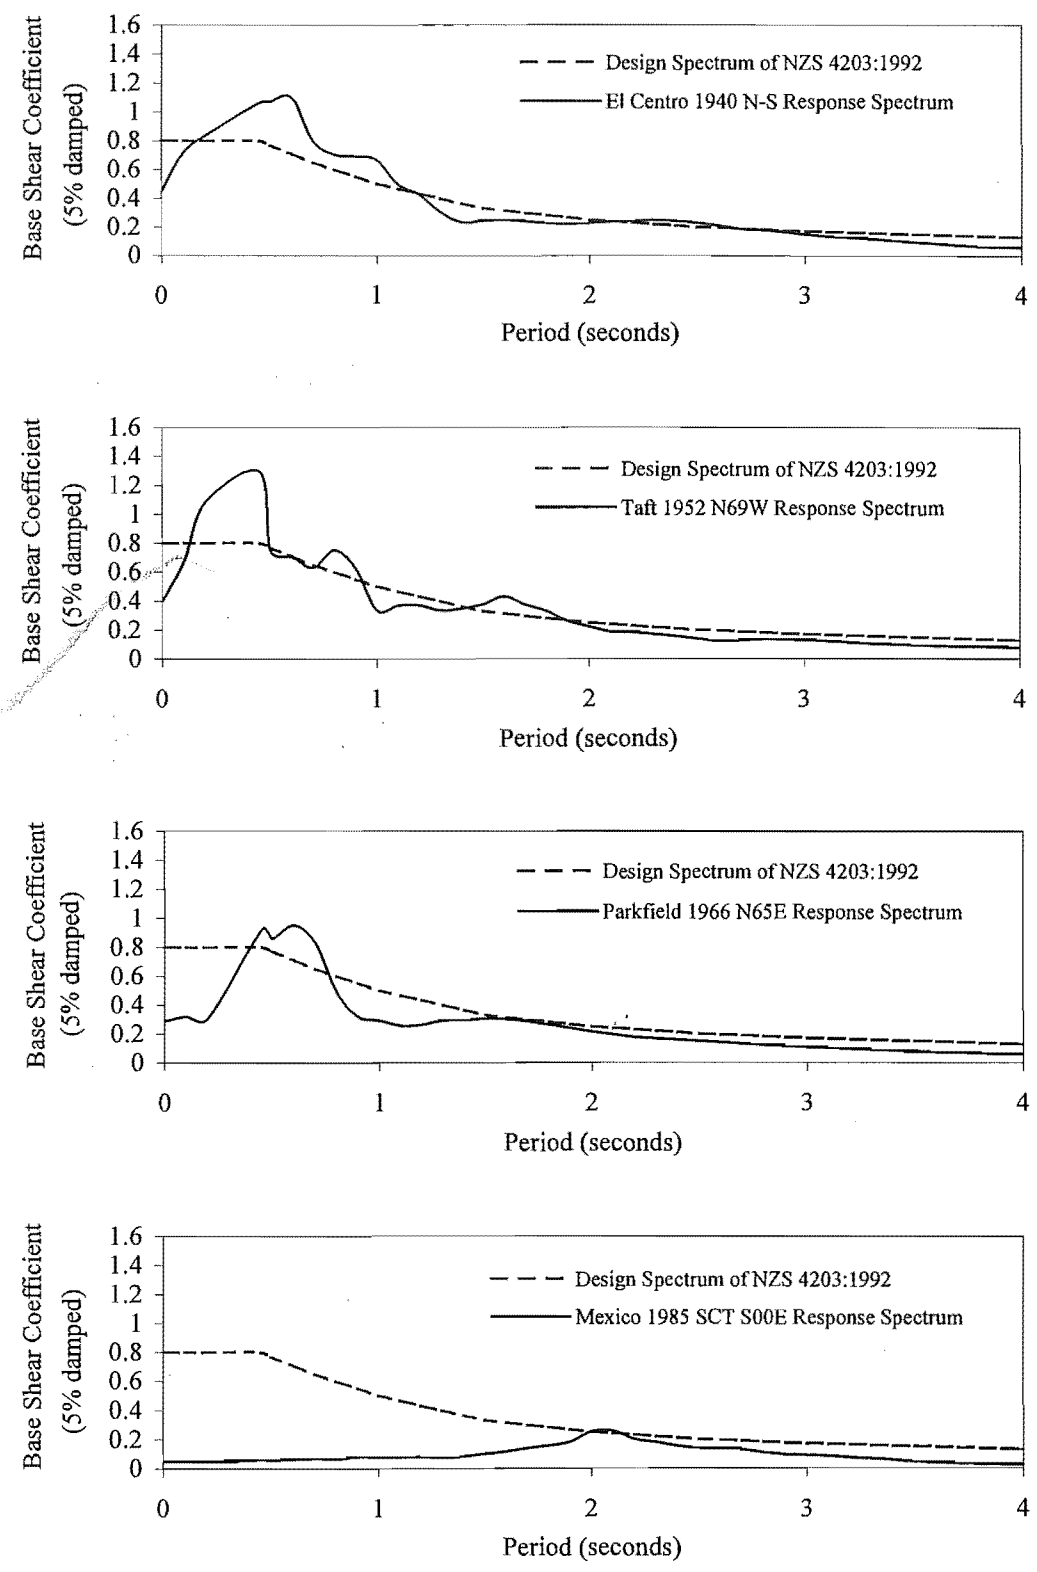 Base Shear Coefficient
(5% damped)
1.6
1.4
1.2
1
0.8
0.6
0.4
0.2
0
Design Spectrum of NZS 4203:1992
El Centro 1940 N-S Response Spectrum
0 1 2 3 4
Period (seconds)
Base Shear Coefficient
(5% damped)
1.6
1.4
1.2
1
0.8
0.6
0.4
0.2
0
Design Spectrum of NZS 4203:1992
Taft 1952 N69W Response Spectrum
0 1 2 3 4
Period (seconds)
Base Shear Coefficient
(5% damped)
1.6
1.4
1.2
1
0.8
0.6
0.4
0.2
0
Design Spectrum of NZS 4203:1992
Parkfield 1966 N65E Response Spectrum
0 1 2 3 4
Period (seconds)
Base Shear Coefficient
(5% damped)
1.6
1.4
1.2
1
0.8
0.6
0.4
0.2
0
Design Spectrum of NZS 4203:1992
Mexico 1985 SCT S00E Response Spectrum
0 1 2 3 4
Period (seconds)